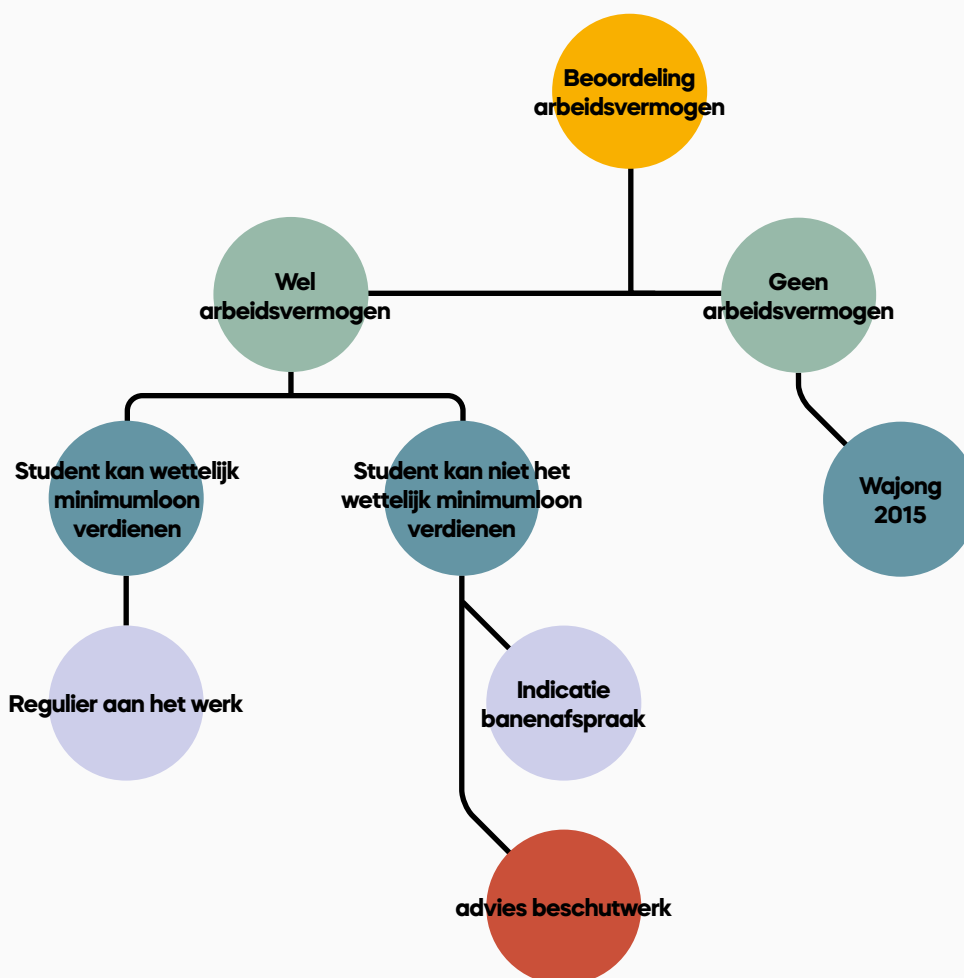 Beoordeling
arbeidsvermogen
Wel
arbeidsvermogen
Geen
arbeidsvermogen
Student kan wettelijk
minimumloon
verdienen
Student kan niet het
wettelijk minimumloon
verdienen
Wajong
2015
Regulier aan het werk
Indicatie
banenafspraak
advies beschutwerk